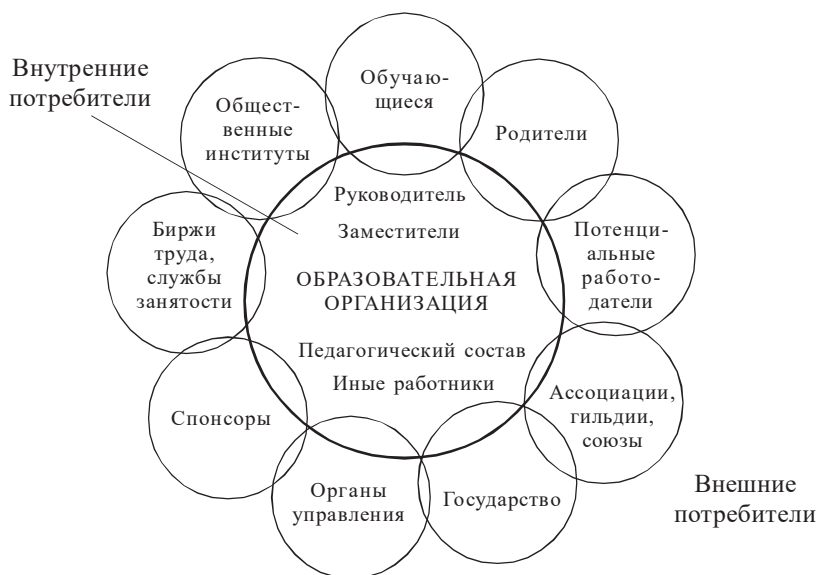 Внутренние
потребители
Обучаю-
щиеся
Общест-
венные
институты
Родители
Руководитель
Заместители
Биржи
труда,
службы
занятости
Потенци-
альные
работо-
датели
ОБРАЗОВАТЕЛЬНАЯ
ОРГАНИЗАЦИЯ
Педагогический состав
Иные работники
Спонсоры
Ассоциации,
гильдии,
союзы
Органы
управления
Государство
Внешние
потребители